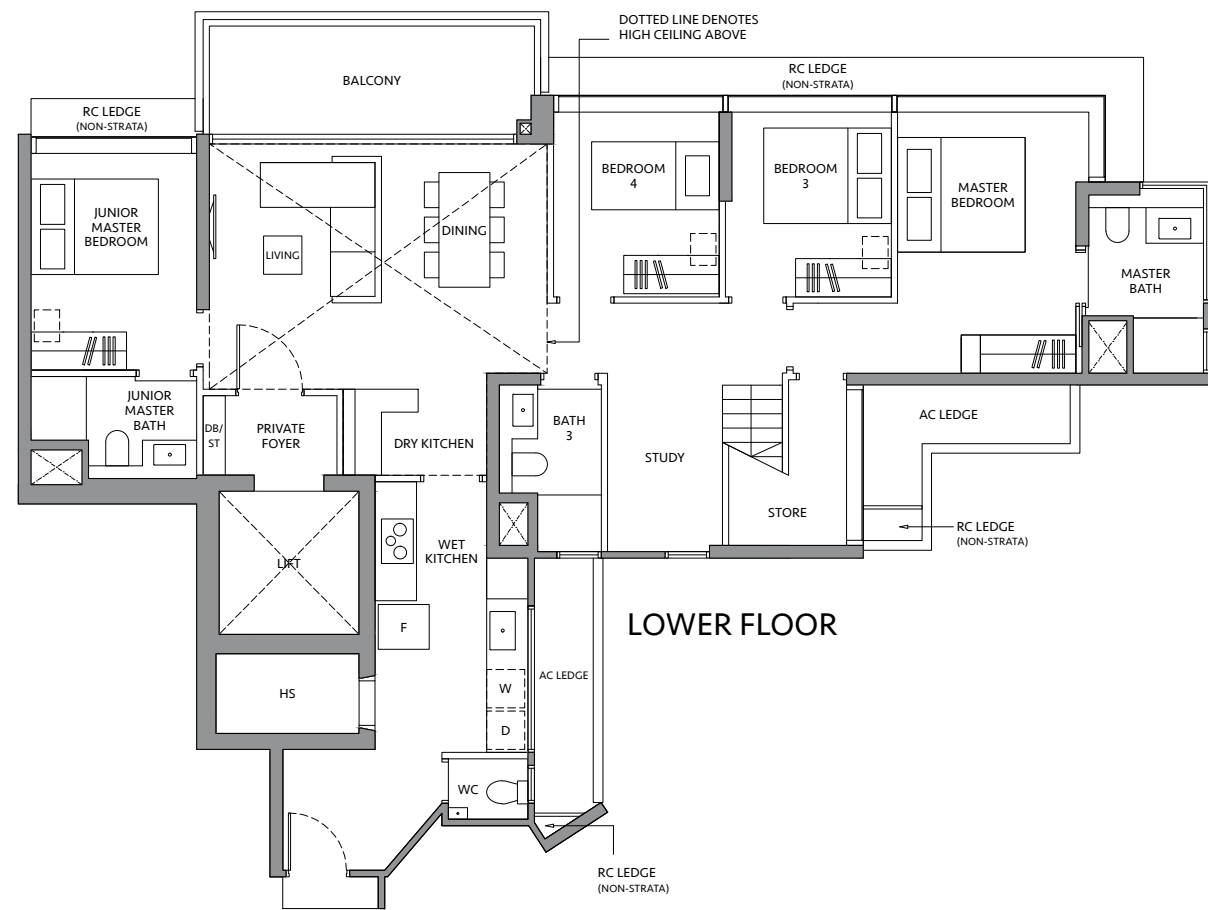 DOTTED LINE DENOTES
HIGH CEILING ABOVE
BALCONY
RC LEDGE
(NON-STRATA)
RC LEDGE
(NON-STRATA)
JUNIOR
MASTER
BEDROOM
LIVING
DINING
BEDROOM
4
BEDROOM
3
MASTER
BEDROOM
MASTER
BATH
JUNIOR
MASTER
BATH
DB/
ST
PRIVATE
FOYER
DRY KITCHEN
BATH
3
STUDY
STORE
AC LEDGE
RC LEDGE
(NON-STRATA)
LIFT
WET
KITCHEN
F
LOWER FLOOR
HS
W
D
AC LEDGE
WC
RC LEDGE
(NON-STRATA)